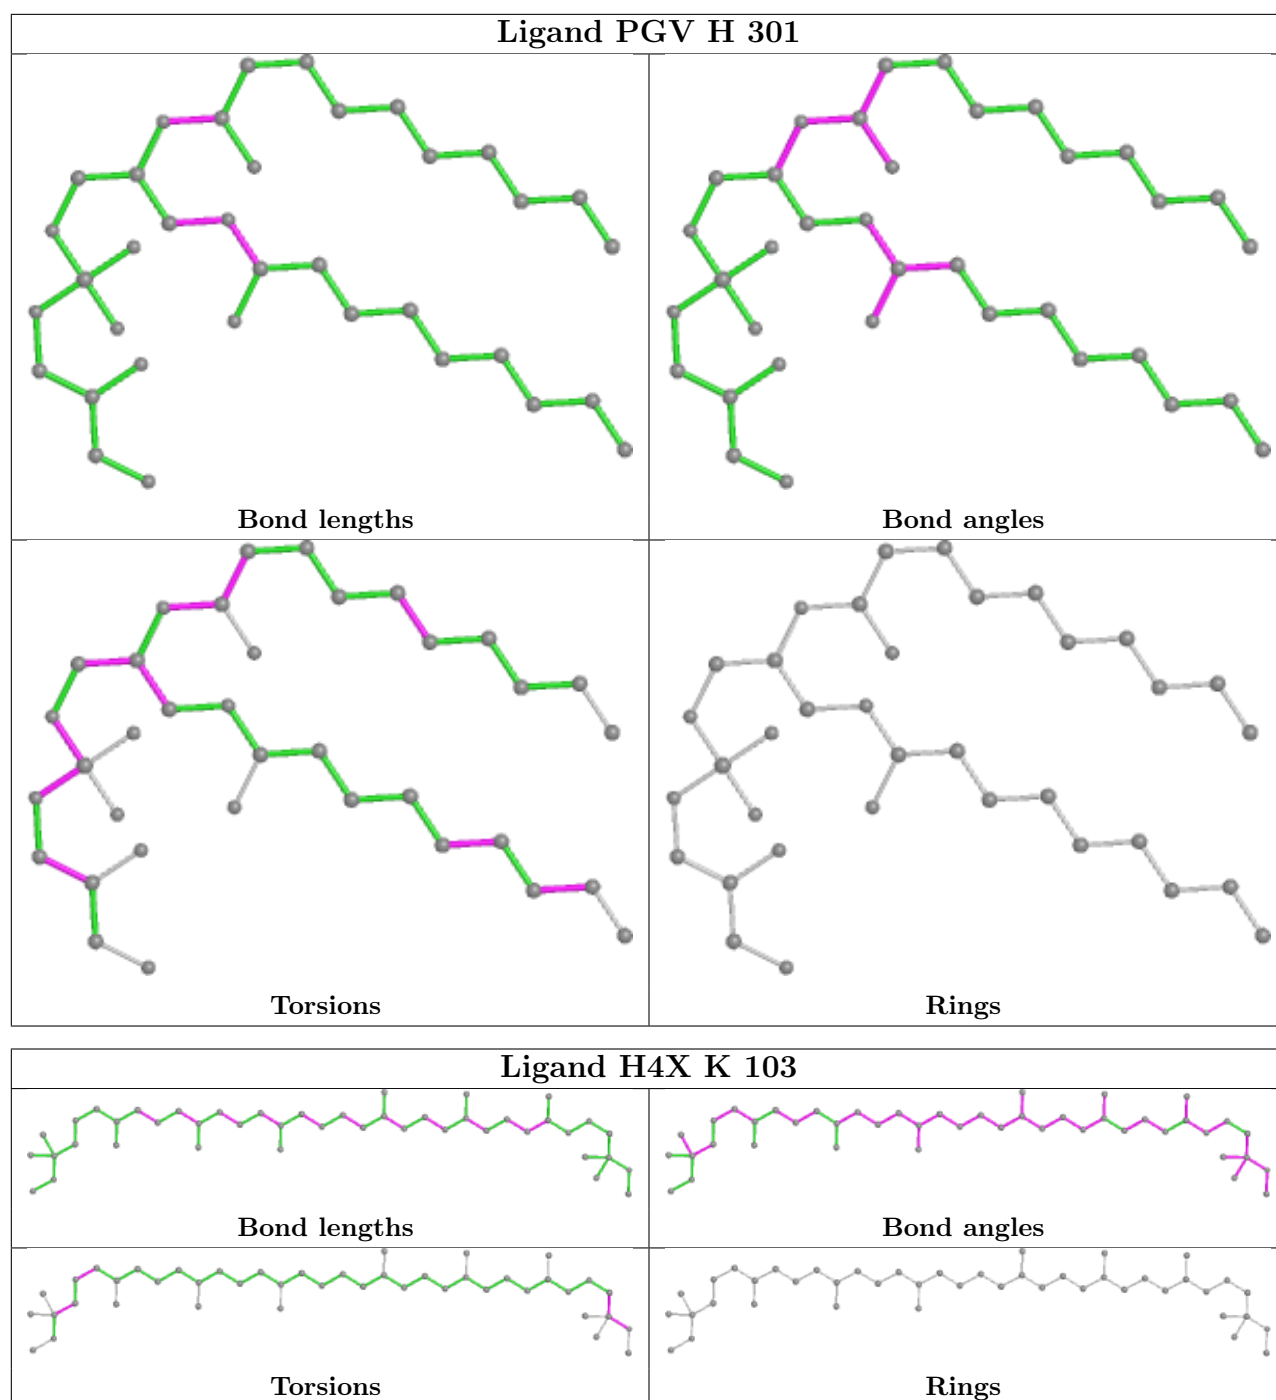 Ligand PGV H 301
Bond lengths
Bond angles
Torsions
Rings
Ligand H4X K 103
Bond lengths
Bond angles
Torsions
Rings